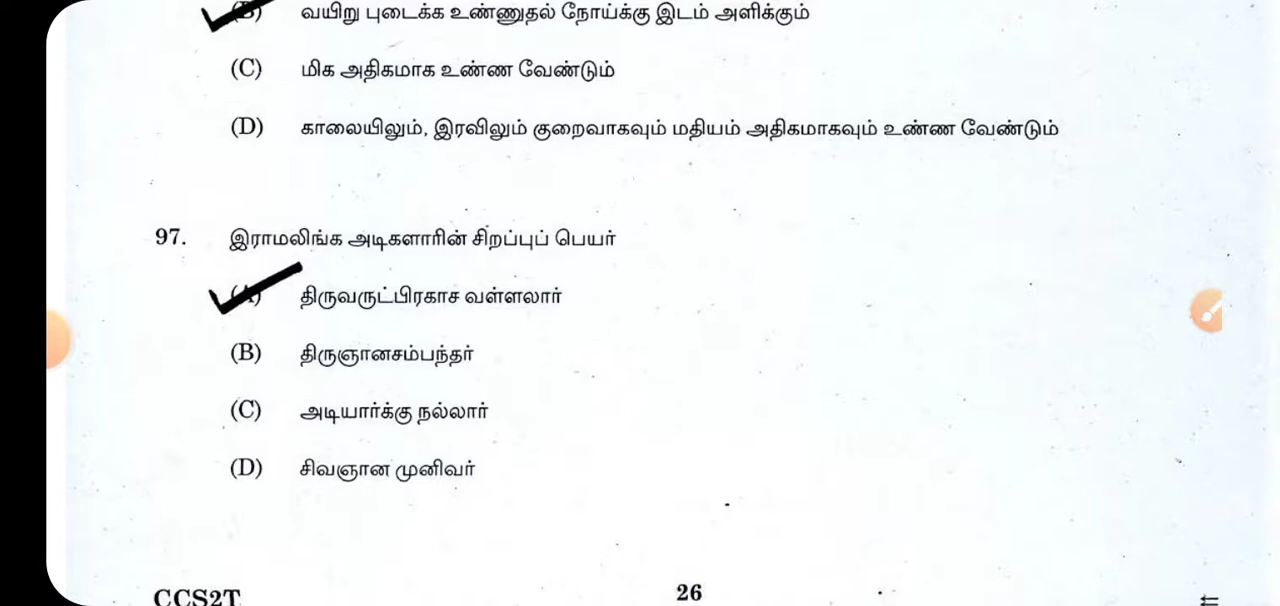 (B) வயிறு புடைக்க உண்ணுதல் நோய்க்கு இடம் அளிக்கும்
(C) மிக அதிகமாக உண்ண வேண்டும்
(D) காலையிலும், இரவிலும் குறைவாகவும் மதியம் அதிகமாகவும் உண்ண வேண்டும்
97. இராமலிங்க அடிகளாரின் சிறப்புப் பெயர்
(A) திருவருட்பிரகாச வள்ளலார்
(B) திருஞானசம்பந்தர்
(C) அடியார்க்கு நல்லார்
(D) சிவஞான முனிவர்
CCS2T 26